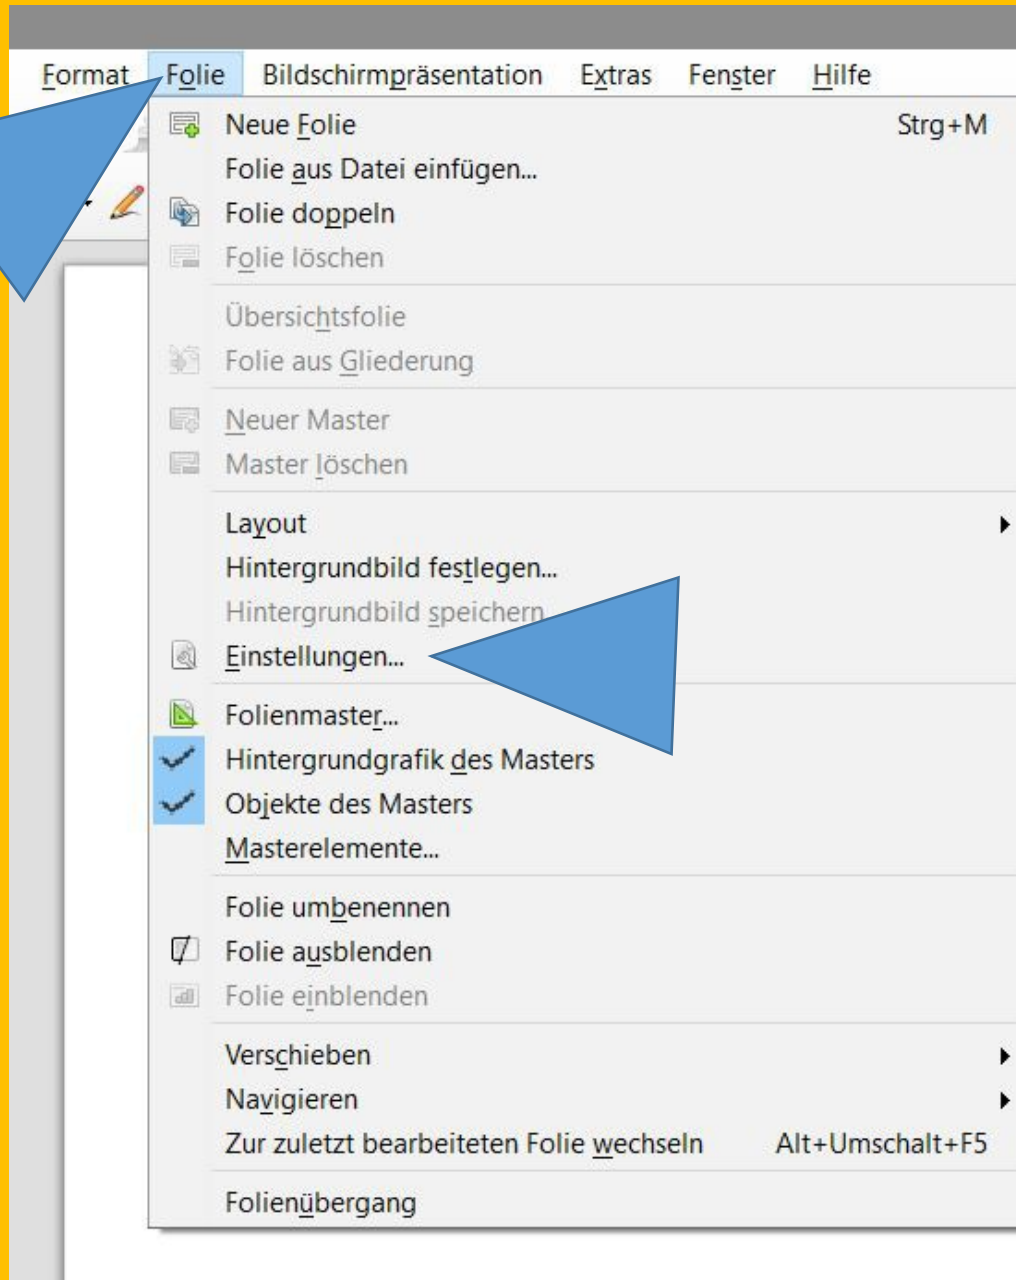 Format Folie Bildschirmpräsentation Extras Fenster Hilfe
Neue Folie Strg+M
Folie aus Datei einfügen...
Folie doppeln
Folie löschen
Übersichtsfolie
Folie aus Gliederung
Neuer Master
Master löschen
Layout
Hintergrundbild festlegen...
Hintergrundbild speichern
Einstellungen...
Folienmaster...
Hintergrundgrafik des Masters
Objekte des Masters
Masterelemente...
Folie umbenennen
Folie ausblenden
Folie einblenden
Verschieben
Navigieren
Zur zuletzt bearbeiteten Folie wechseln Alt+Umschalt+F5
Folienübergang